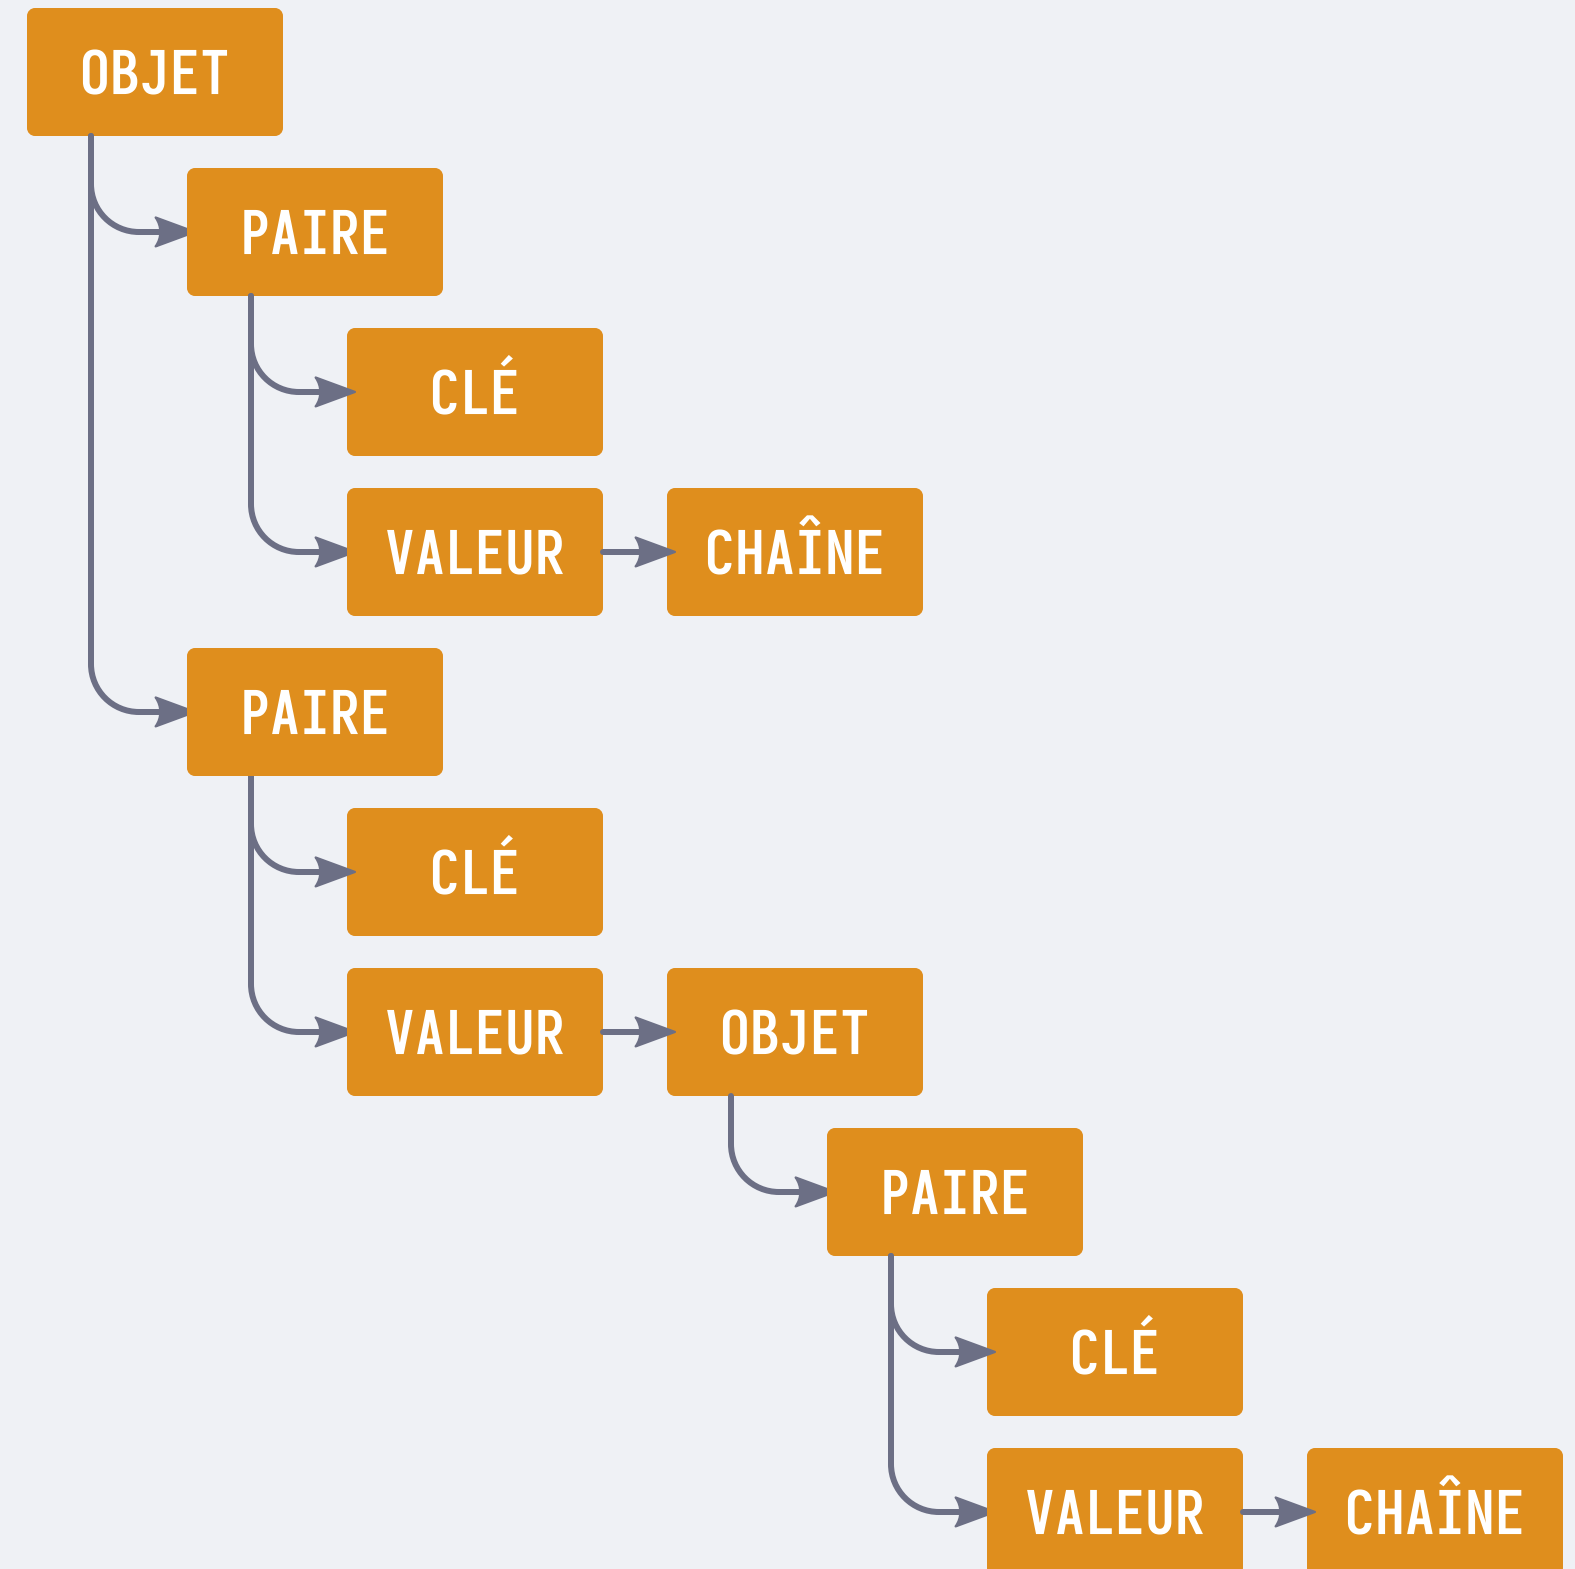 OBJET
PAIRE
CLÉ
VALEUR CHAÎNE
PAIRE
CLÉ
VALEUR OBJET
PAIRE
CLÉ
VALEUR CHAÎNE